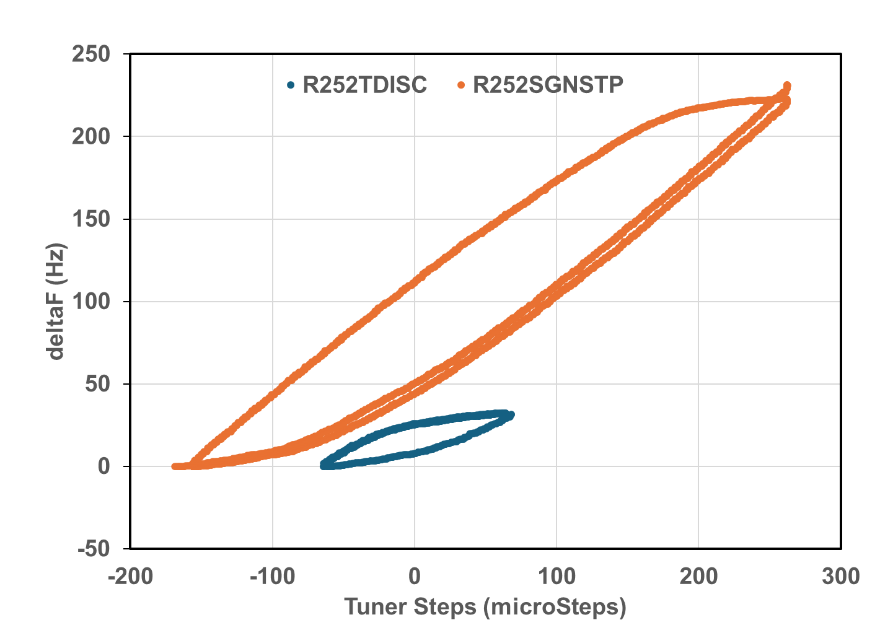 250
R252TDISC R252SGNSTP
200
150
100
50
0
-50
deltaF (Hz)
-200 -100 0 100 200 300
Tuner Steps (microSteps)